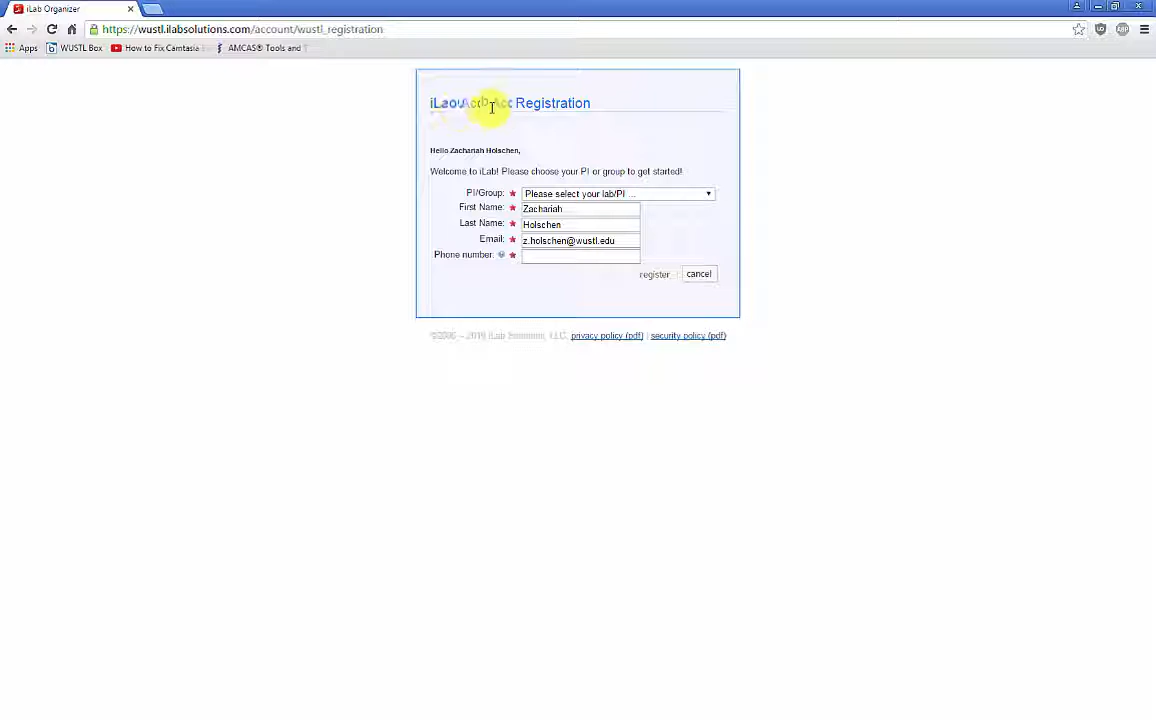 iLab Organizer
https://wustl.ilabsolutions.com/account/wustl_registration
Apps WUSTL Box How to Fix Camtasia AMCAS® Tools and
Registration
Hello Zachariah Holschen,
Welcome to iLab! Please choose your PI or group to get started!
PI/Group: Please select your lab/PI ...
First Name: Zachariah
Last Name: Holschen
Email: z.holschen@wustl.edu
Phone number:
register cancel
iLab Solutions, LLC. privacy policy (pdf) | security policy (pdf)